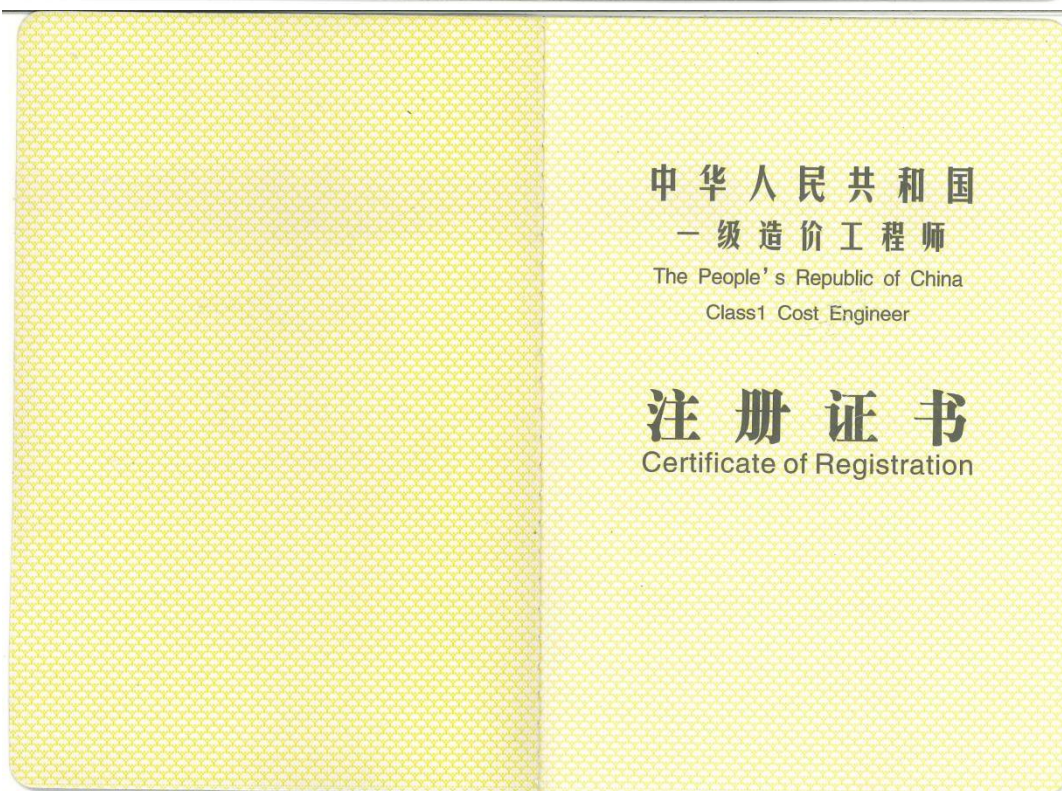 中华人民共和国
一级造价工程师
The People's Republic of China
Class1 Cost Engineer
注册证书
Certificate of Registration